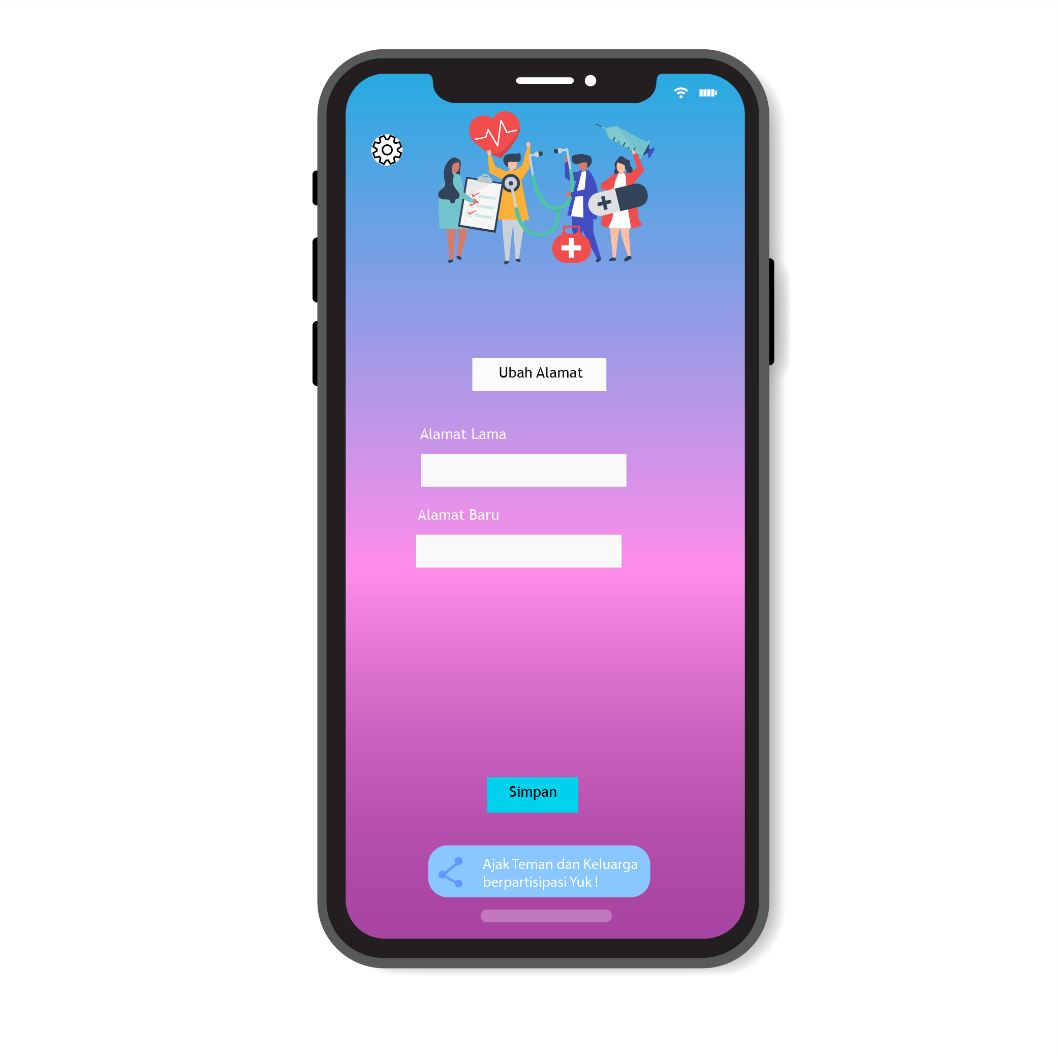 Ubah Alamat
Alamat Lama
Alamat Baru
Simpan
Ajak Teman dan Keluarga
berpartisipasi Yuk !